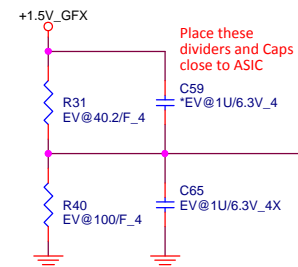 +1.5V_GFX
Place these
dividers and Caps
close to ASIC
R31
EV@40.2/F_4
C59
*EV@1U/6.3V_4
R40
EV@100/F_4
C65
EV@1U/6.3V_4X